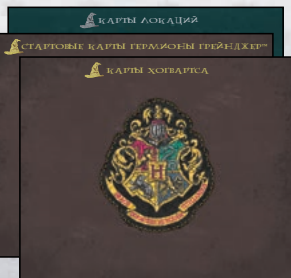 КАРТЫ ЛОКАЦИЙ
СТАРТОВЫЕ КАРТЫ ГЕРМИОНЫ ГРЕЙНДЖЕР™
КАРТЫ ХОГВАРТСА
H